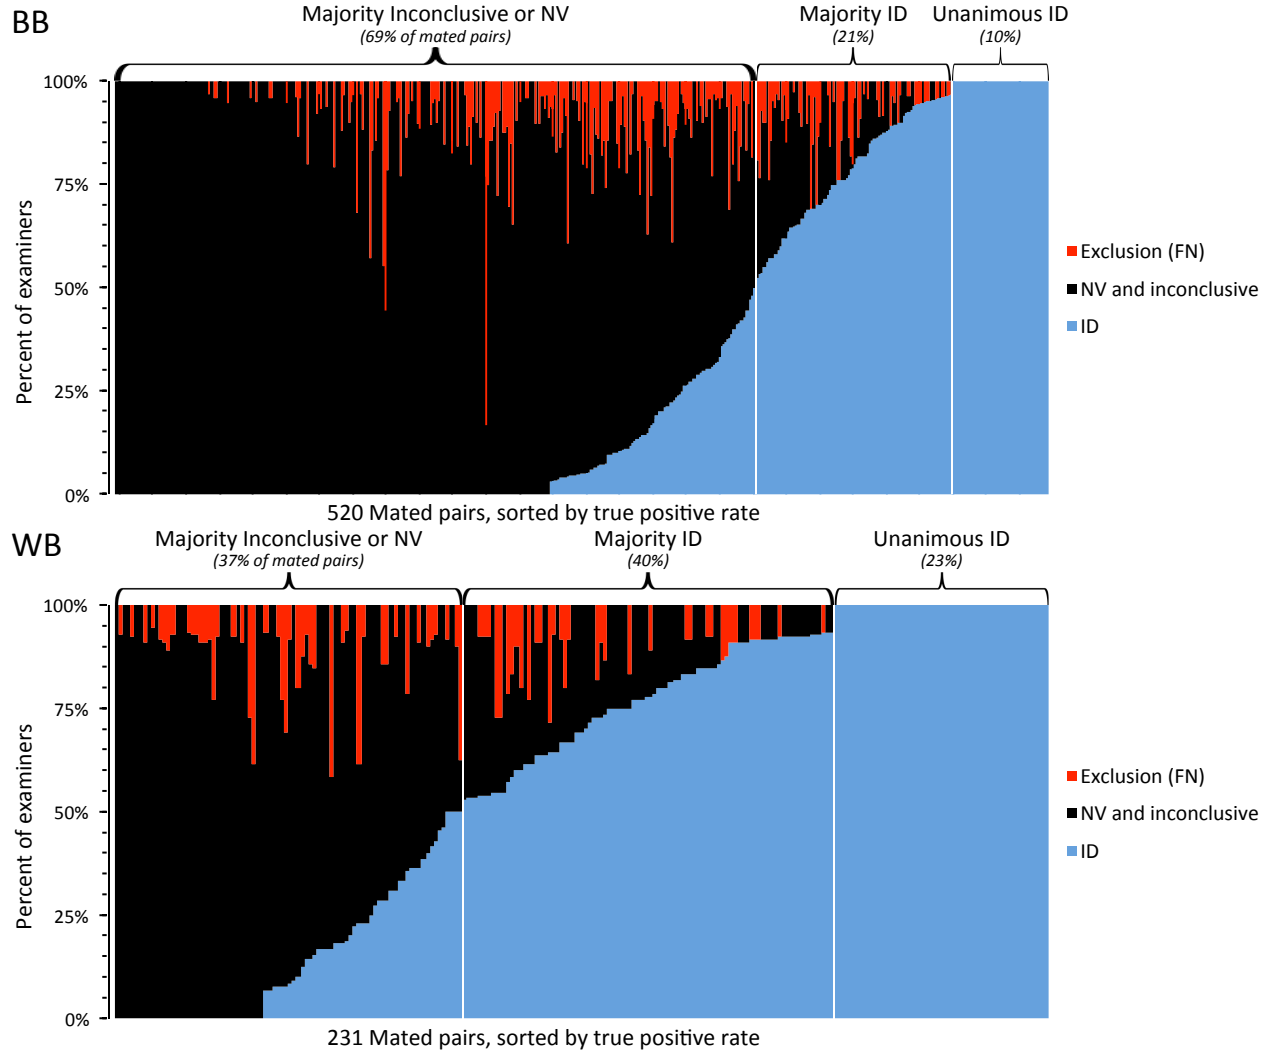 BB
Majority Inconclusive or NV
(69% of mated pairs)
Majority ID
(21%)
Unanimous ID
(10%)
100%
75%
50%
25%
0%
Percent of examiners
Exclusion (FN)
NV and inconclusive
ID
520 Mated pairs, sorted by true positive rate
WB
Majority Inconclusive or NV
(37% of mated pairs)
Majority ID
(40%)
Unanimous ID
(23%)
100%
75%
50%
25%
0%
Percent of examiners
Exclusion (FN)
NV and inconclusive
ID
231 Mated pairs, sorted by true positive rate